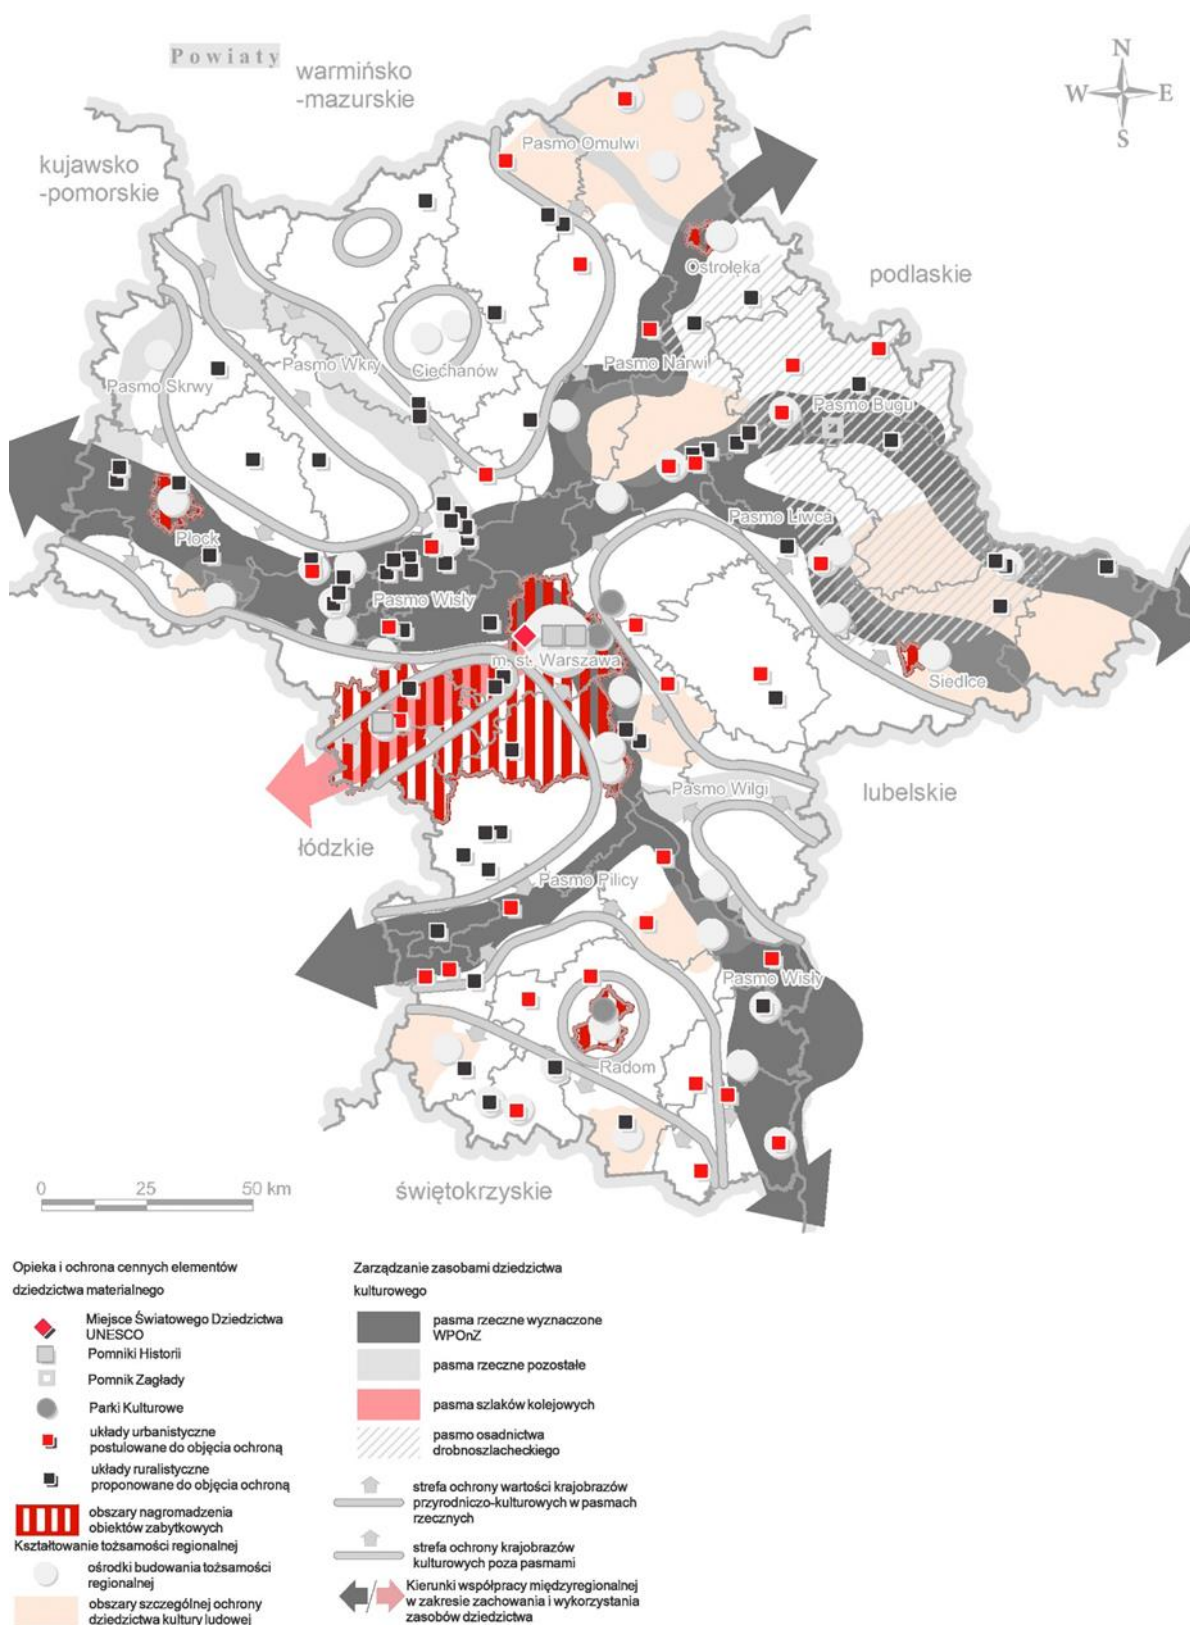 Powiaty
warmińsko
-mazurskie
N
W E
S
kujawsko
-pomorskie
Pasmo Omulwi
Ostrołęka
podlaskie
Pasmo Wkry
Ciechanów
Pasmo Narwi
Pasmo Skrwy
Pasmo Bugu
Płock
Pasmo Liwca
Pasmo Wisły
m. st. Warszawa
Siedlce
Pasmo Wilgi
lubelskie
łódzkie
Pasmo Pilicy
Pasmo Wisły
Radom
0 25 50 km
świętokrzyskie
Opieka i ochrona cennych elementów
dziedzictwa materialnego
Miejsce Światowego Dziedzictwa
UNESCO
Pomniki Historii
Pomnik Zagłady
Parki Kulturowe
układy urbanistyczne
postulowane do objęcia ochroną
układy ruralistyczne
proponowane do objęcia ochroną
obszary nagromadzenia
obiektów zabytkowych
Kształtowanie tożsamości regionalnej
ośrodki budowania tożsamości
regionalnej
obszary szczególnej ochrony
dziedzictwa kultury ludowej
Zarządzanie zasobami dziedzictwa
kulturowego
pasma rzeczne wyznaczone
WPOnZ
pasma rzeczne pozostałe
pasma szlaków kolejowych
pasmo osadnictwa
drobnoszlacheckiego
strefa ochrony wartości krajobrazów
przyrodniczo-kulturowych w pasmach
rzecznych
strefa ochrony krajobrazów
kulturowych poza pasmami
Kierunki współpracy międzyregionalnej
w zakresie zachowania i wykorzystania
zasobów dziedzictwa